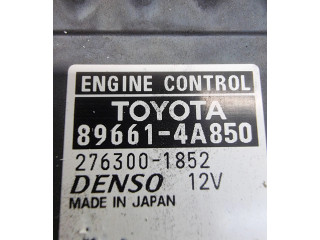 ENGINE CONTROL
TOYOTA
89661-4A850
276300-1852
DENSO 12V
MADE IN JAPAN